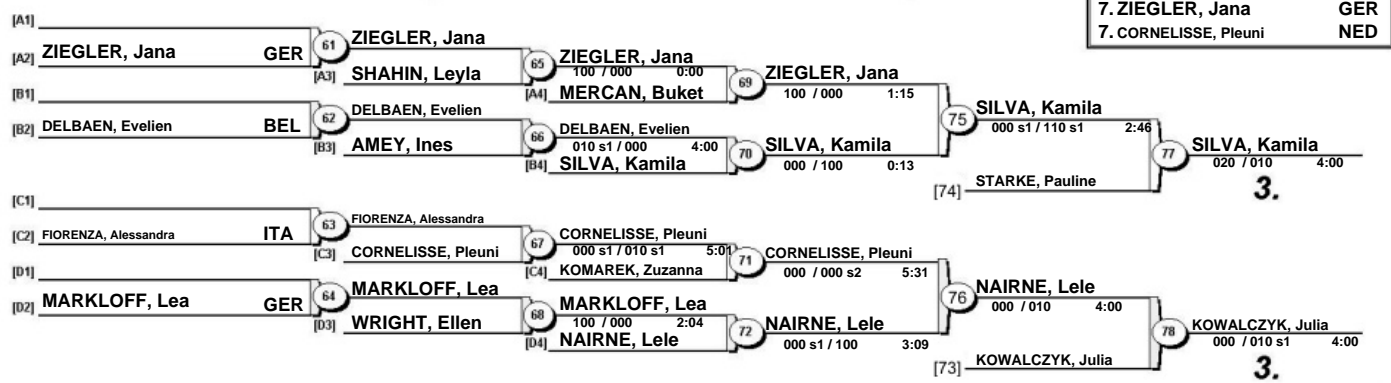 7. ZIEGLER, Jana GER
7. CORNELISSE, Pleuni NED
[A1]
[A2] ZIEGLER, Jana GER
61 ZIEGLER, Jana
[A3] SHAHIN, Leyla
65 ZIEGLER, Jana
100 / 000 0:00
[A4] MERCAN, Buket
69 ZIEGLER, Jana
100 / 000 1:15
[B1]
[B2] DELBAEN, Evelien BEL
62 DELBAEN, Evelien
[B3] AMEY, Ines
66 DELBAEN, Evelien
010 s1 / 000 4:00
[B4] SILVA, Kamila
70 SILVA, Kamila
000 / 100 0:13
75 SILVA, Kamila
000 s1 / 110 s1 2:46
[74] STARKE, Pauline
77 SILVA, Kamila
020 / 010 4:00
3.
[C1]
[C2] FIORENZA, Alessandra ITA
63 FIORENZA, Alessandra
[C3] CORNELISSE, Pleuni
67 CORNELISSE, Pleuni
000 s1 / 010 s1 5:01
[C4] KOMAREK, Zuzanna
71 CORNELISSE, Pleuni
000 / 000 s2 5:31
[D1]
[D2] MARKLOFF, Lea GER
64 MARKLOFF, Lea
[D3] WRIGHT, Ellen
68 MARKLOFF, Lea
100 / 000 2:04
[D4] NAIRNE, Lele
72 NAIRNE, Lele
000 s1 / 100 3:09
76 NAIRNE, Lele
000 / 010 4:00
[73] KOWALCZYK, Julia
78 KOWALCZYK, Julia
000 / 010 s1 4:00
3.